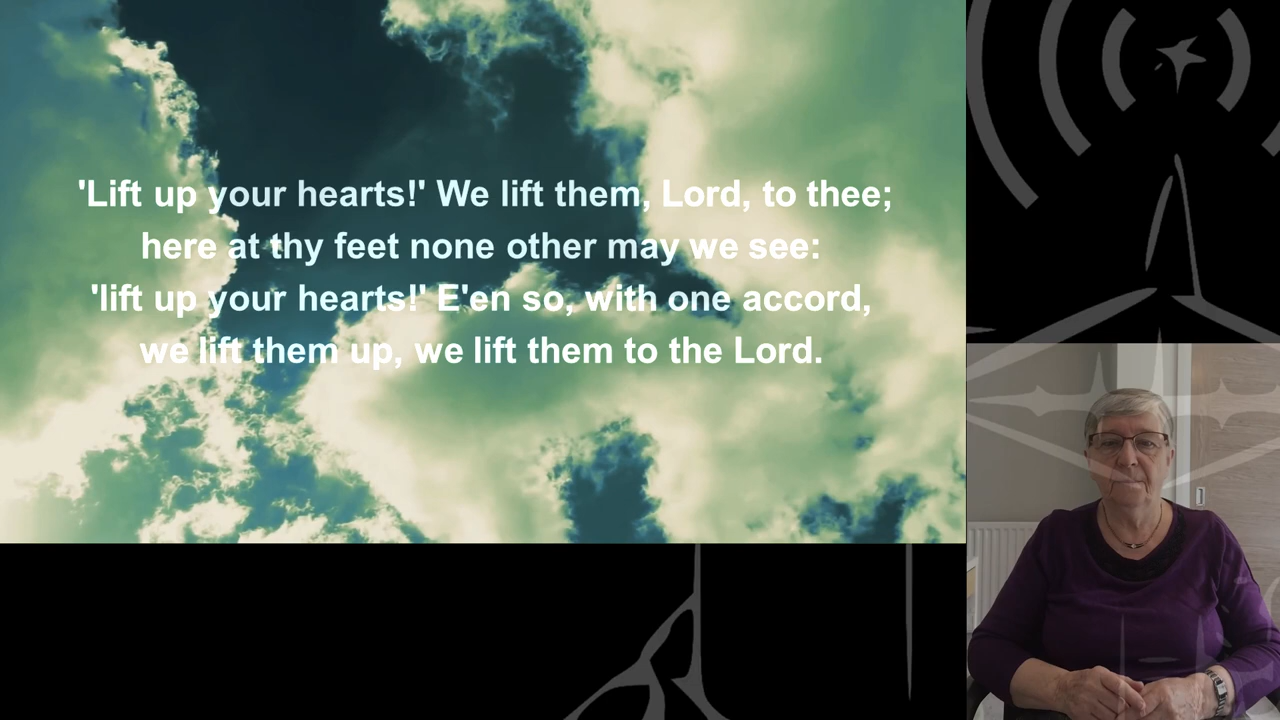 'Lift up your hearts!' We lift them, Lord, to thee;
here at thy feet none other may we see:
'lift up your hearts!' E'en so, with one accord,
we lift them up, we lift them to the Lord.